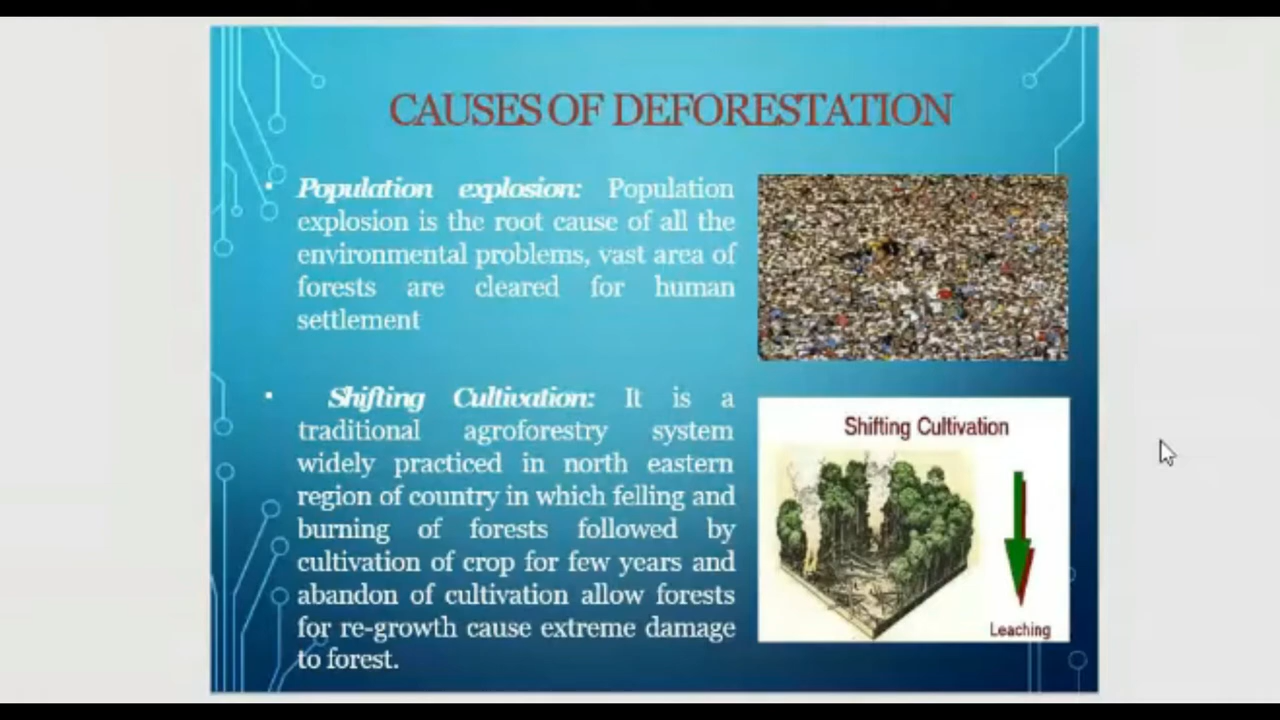 CAUSES OF DEFORESTATION
Population explosion: Population
explosion is the root cause of all the
environmental problems, vast area of
forests are cleared for human
settlement
Shifting Cultivation: It is a
traditional agroforestry system
widely practiced in north eastern
region of country in which felling and
burning of forests followed by
cultivation of crop for few years and
abandon of cultivation allow forests
for re-growth cause extreme damage
to forest.
Shifting Cultivation
Leaching